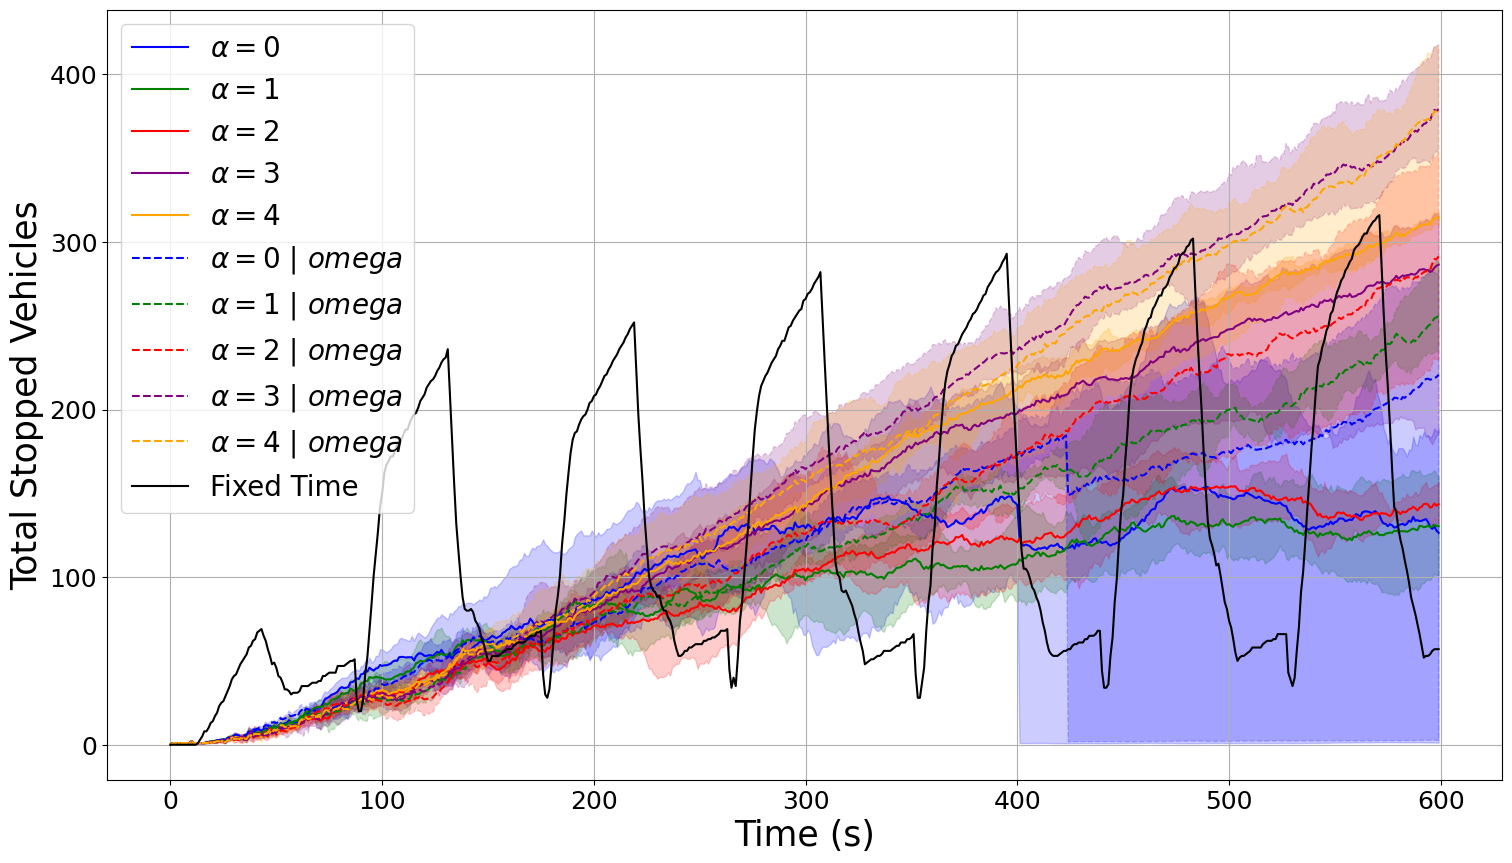 Total Stopped Vehicles
400
300
200
100
0
α = 0
α = 1
α = 2
α = 3
α = 4
α = 0 | omega
α = 1 | omega
α = 2 | omega
α = 3 | omega
α = 4 | omega
Fixed Time
0 100 200 300 400 500 600
Time (s)